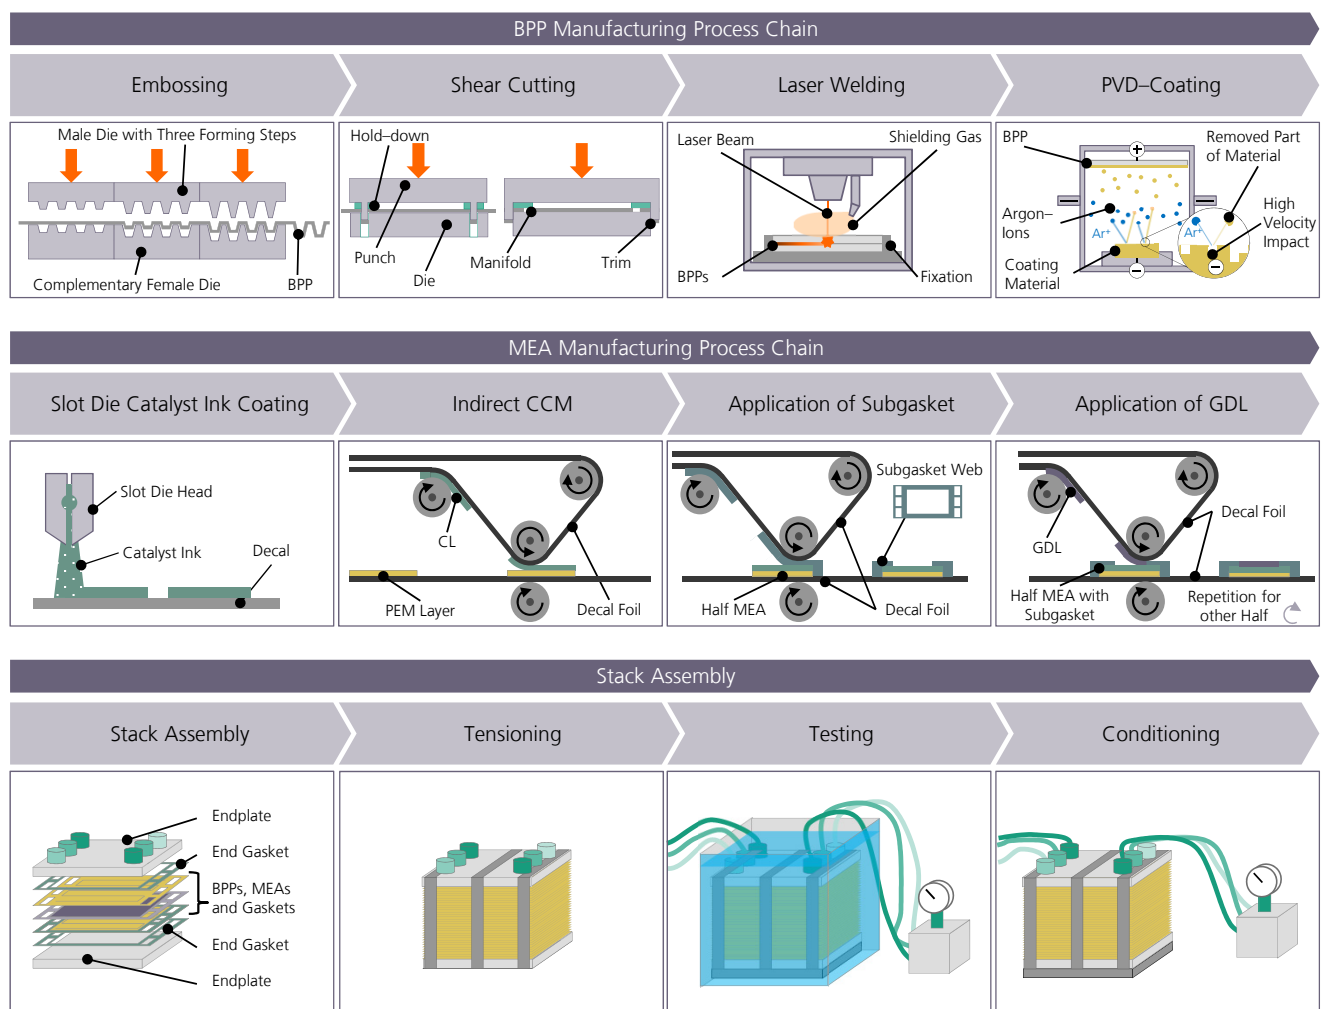 BPP Manufacturing Process Chain
Embossing
Shear Cutting
Laser Welding
PVD–Coating
Male Die with Three Forming Steps
Complementary Female Die
BPP
Hold–down
Punch
Die
Manifold
Trim
Laser Beam
Shielding Gas
BPPs
Fixation
BPP
Removed Part
of Material
Argon–
Ions
Ar+
Ar+
High
Velocity
Impact
Coating
Material
MEA Manufacturing Process Chain
Slot Die Catalyst Ink Coating
Indirect CCM
Application of Subgasket
Application of GDL
Slot Die Head
Catalyst Ink
Decal
CL
PEM Layer
Decal Foil
Subgasket Web
Half MEA
Decal Foil
GDL
Decal Foil
Half MEA with
Subgasket
Repetition for
other Half
Stack Assembly
Stack Assembly
Tensioning
Testing
Conditioning
Endplate
End Gasket
BPPs, MEAs
and Gaskets
End Gasket
Endplate